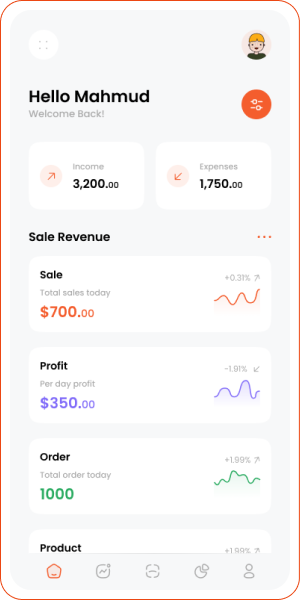 Hello Mahmud
Welcome Back!
Income
3,200.00
Expenses
1,750.00
Sale Revenue
Sale
Total sales today
$700.00
+0.31%
Profit
Per day profit
$350.00
-1.91%
Order
Total order today
1000
+1.99%
Product
+1.99%